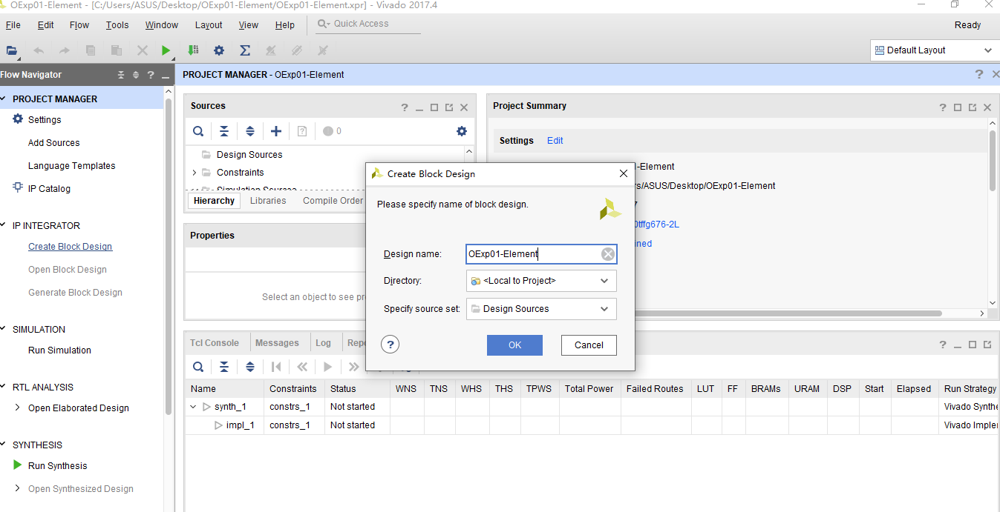 OExp01-Element - [C:/Users/ASUS/Desktop/OExp01-Element/OExp01-Element.xpr] - Vivado 2017.4
File Edit Flow Tools Window Layout View Help Quick Access Ready
Default Layout
Flow Navigator
PROJECT MANAGER
Settings
Add Sources
Language Templates
IP Catalog
IP INTEGRATOR
Create Block Design
Open Block Design
Generate Block Design
SIMULATION
Run Simulation
RTL ANALYSIS
Open Elaborated Design
SYNTHESIS
Run Synthesis
Open Synthesized Design
PROJECT MANAGER - OExp01-Element
Sources
0
Design Sources
Constraints
Simulation Sources
Hierarchy Libraries Compile Order
Properties
Select an object to see
Project Summary
Settings Edit
1-Element
rs/ASUS/Desktop/OExp01-Element
7
0tffg676-2L
ined
Create Block Design
Please specify name of block design.
Design name: OExp01-Element
Directory: <Local to Project>
Specify source set: Design Sources
? OK Cancel
Tcl Console Messages Log
Name Constraints Status WNS TNS WHS THS TPWS Total Power Failed Routes LUT FF BRAMs URAM DSP Start Elapsed Run Strategy
synth_1 constrs_1 Not started Vivado Synthe
impl_1 constrs_1 Not started Vivado Implem